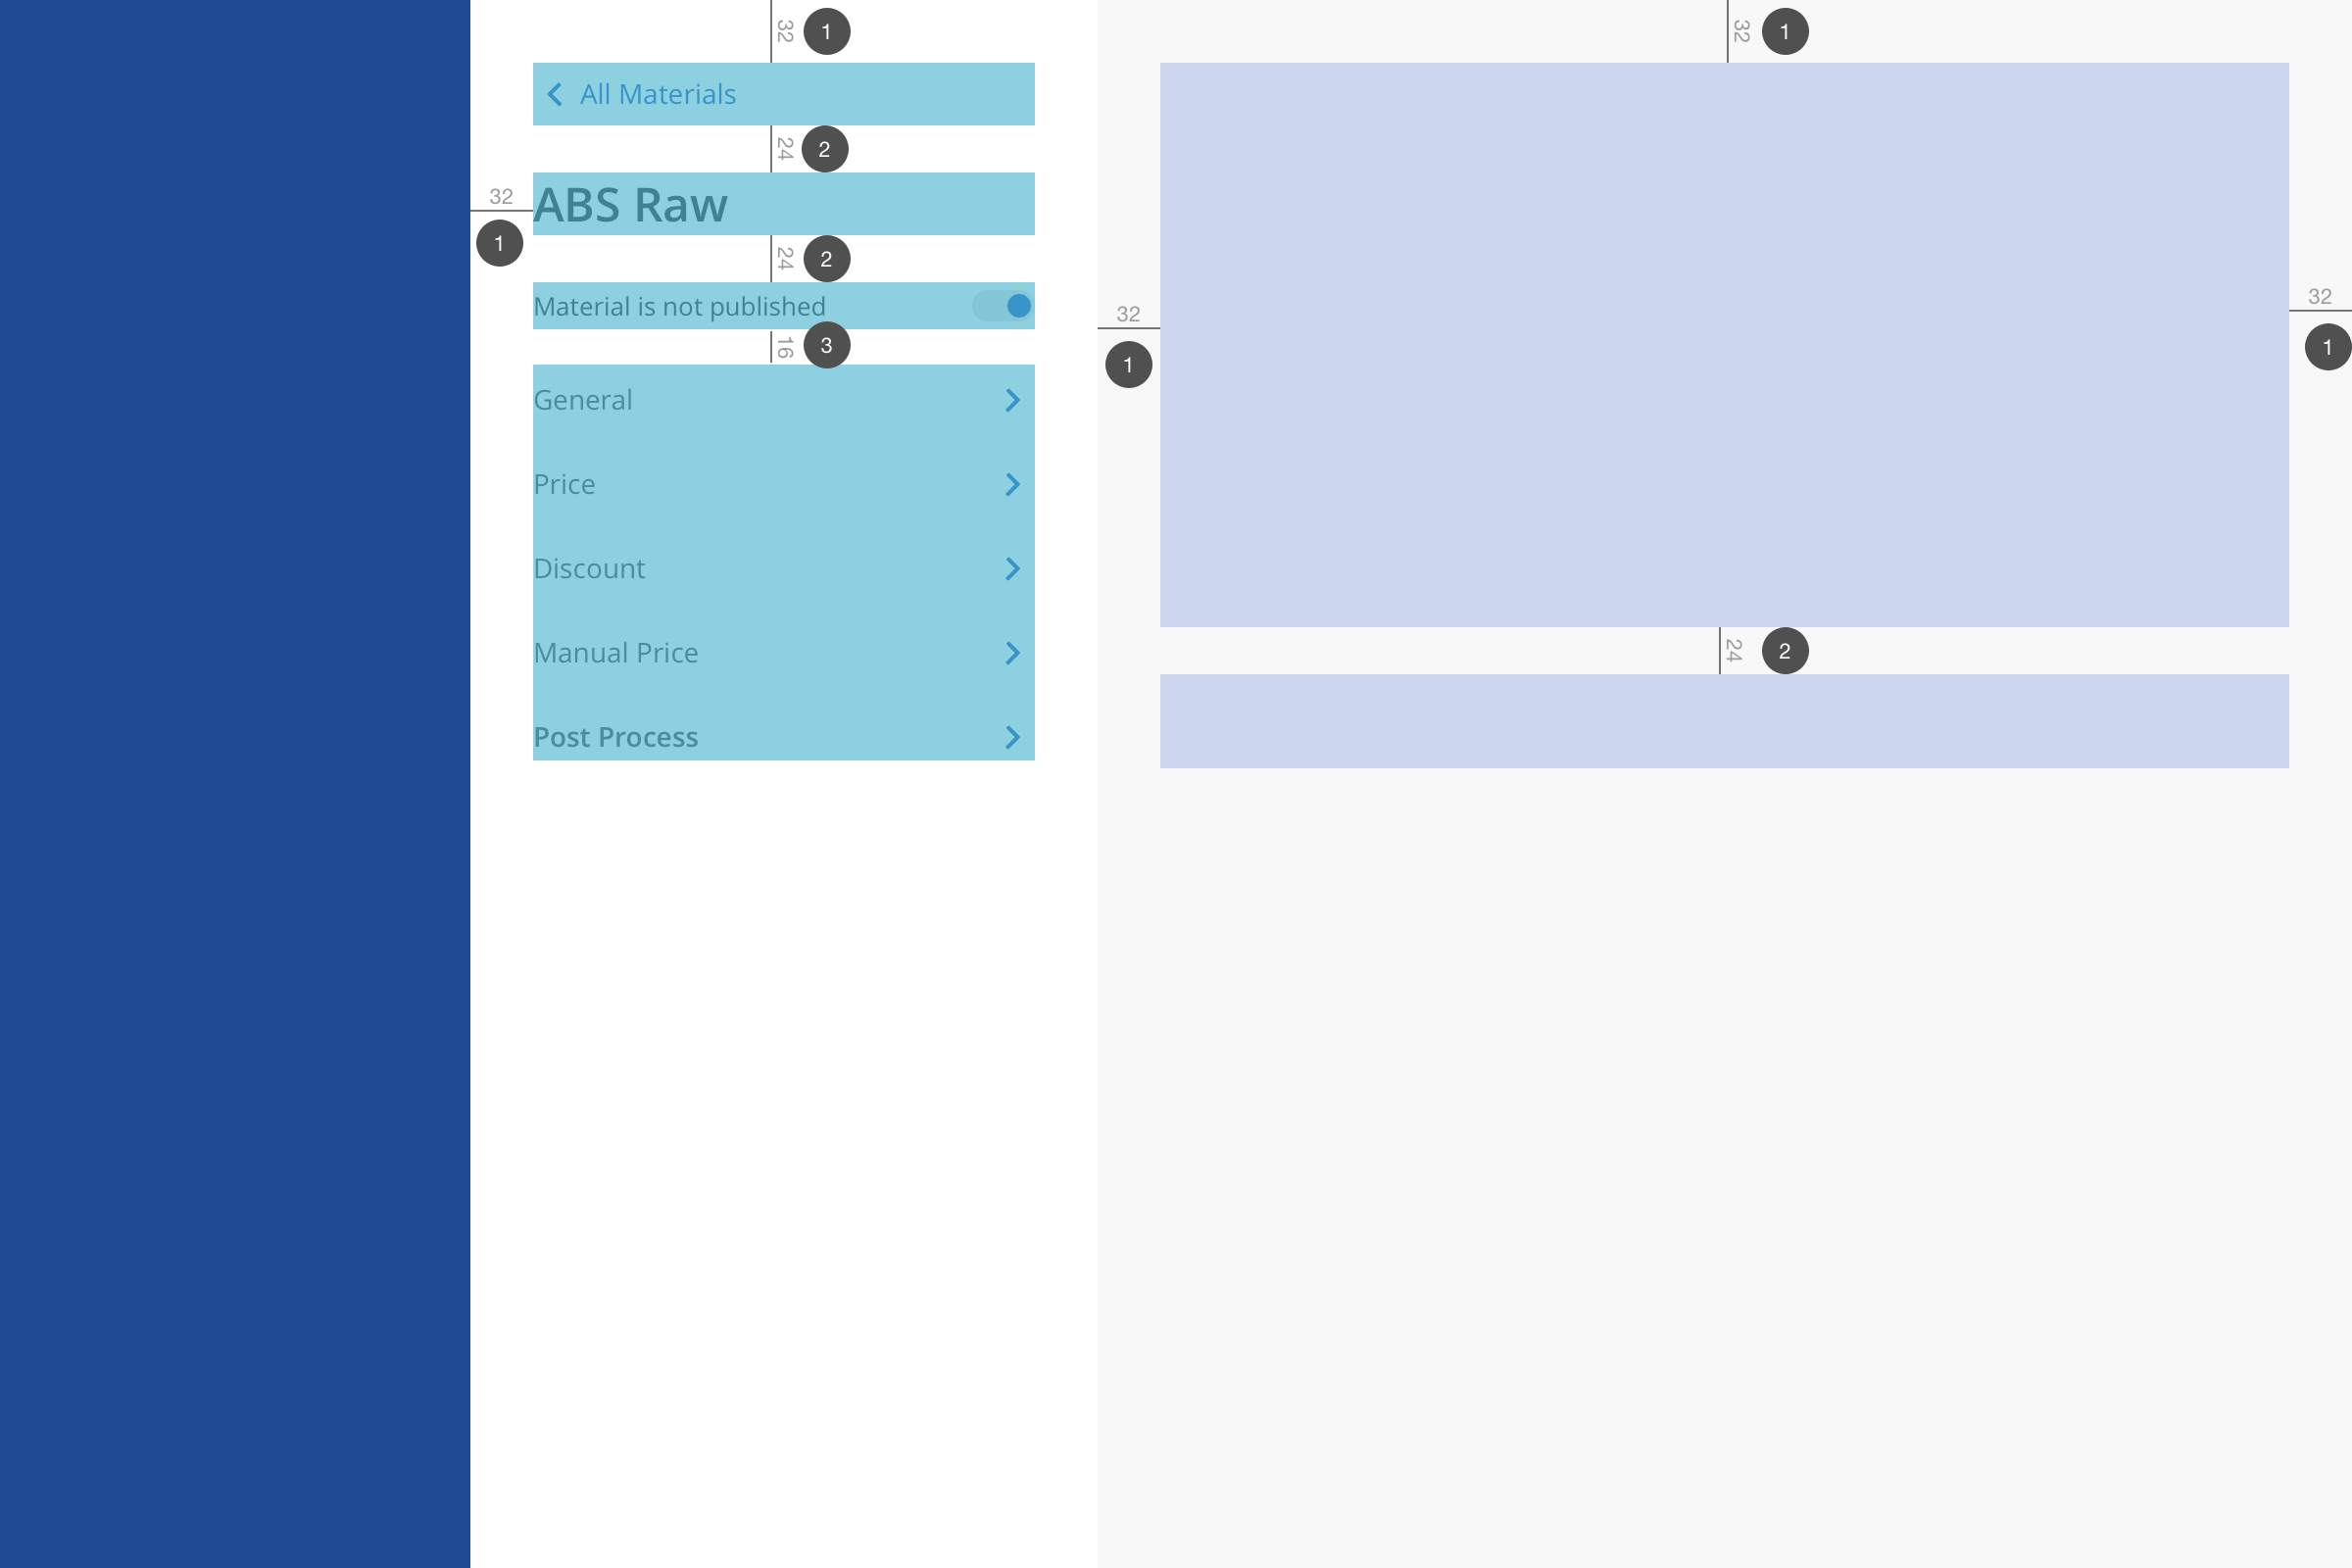 32 1
All Materials
24 2
32
1
ABS Raw
24 2
Material is not published
16 3
General
Price
Discount
Manual Price
Post Process
32 1
32
1
32
1
24 2